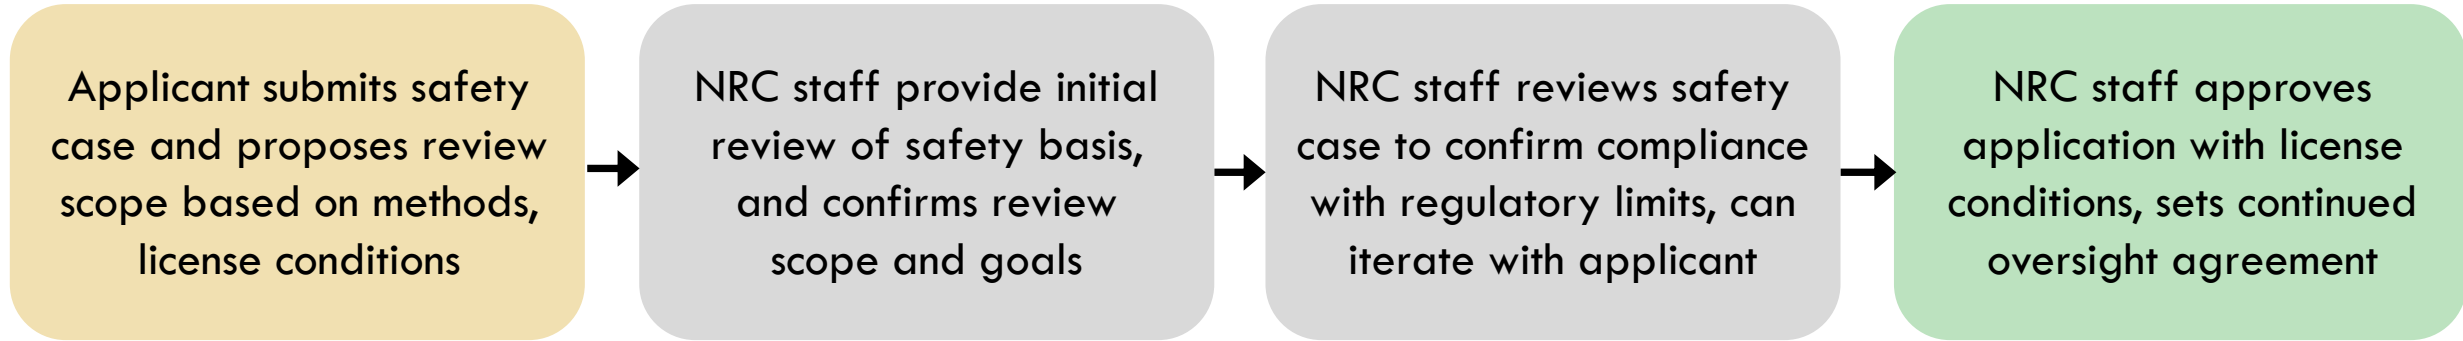 Applicant submits safety
case and proposes review
scope based on methods,
license conditions
NRC staff provide initial
review of safety basis,
and confirms review
scope and goals
NRC staff reviews safety
case to confirm compliance
with regulatory limits, can
iterate with applicant
NRC staff approves
application with license
conditions, sets continued
oversight agreement